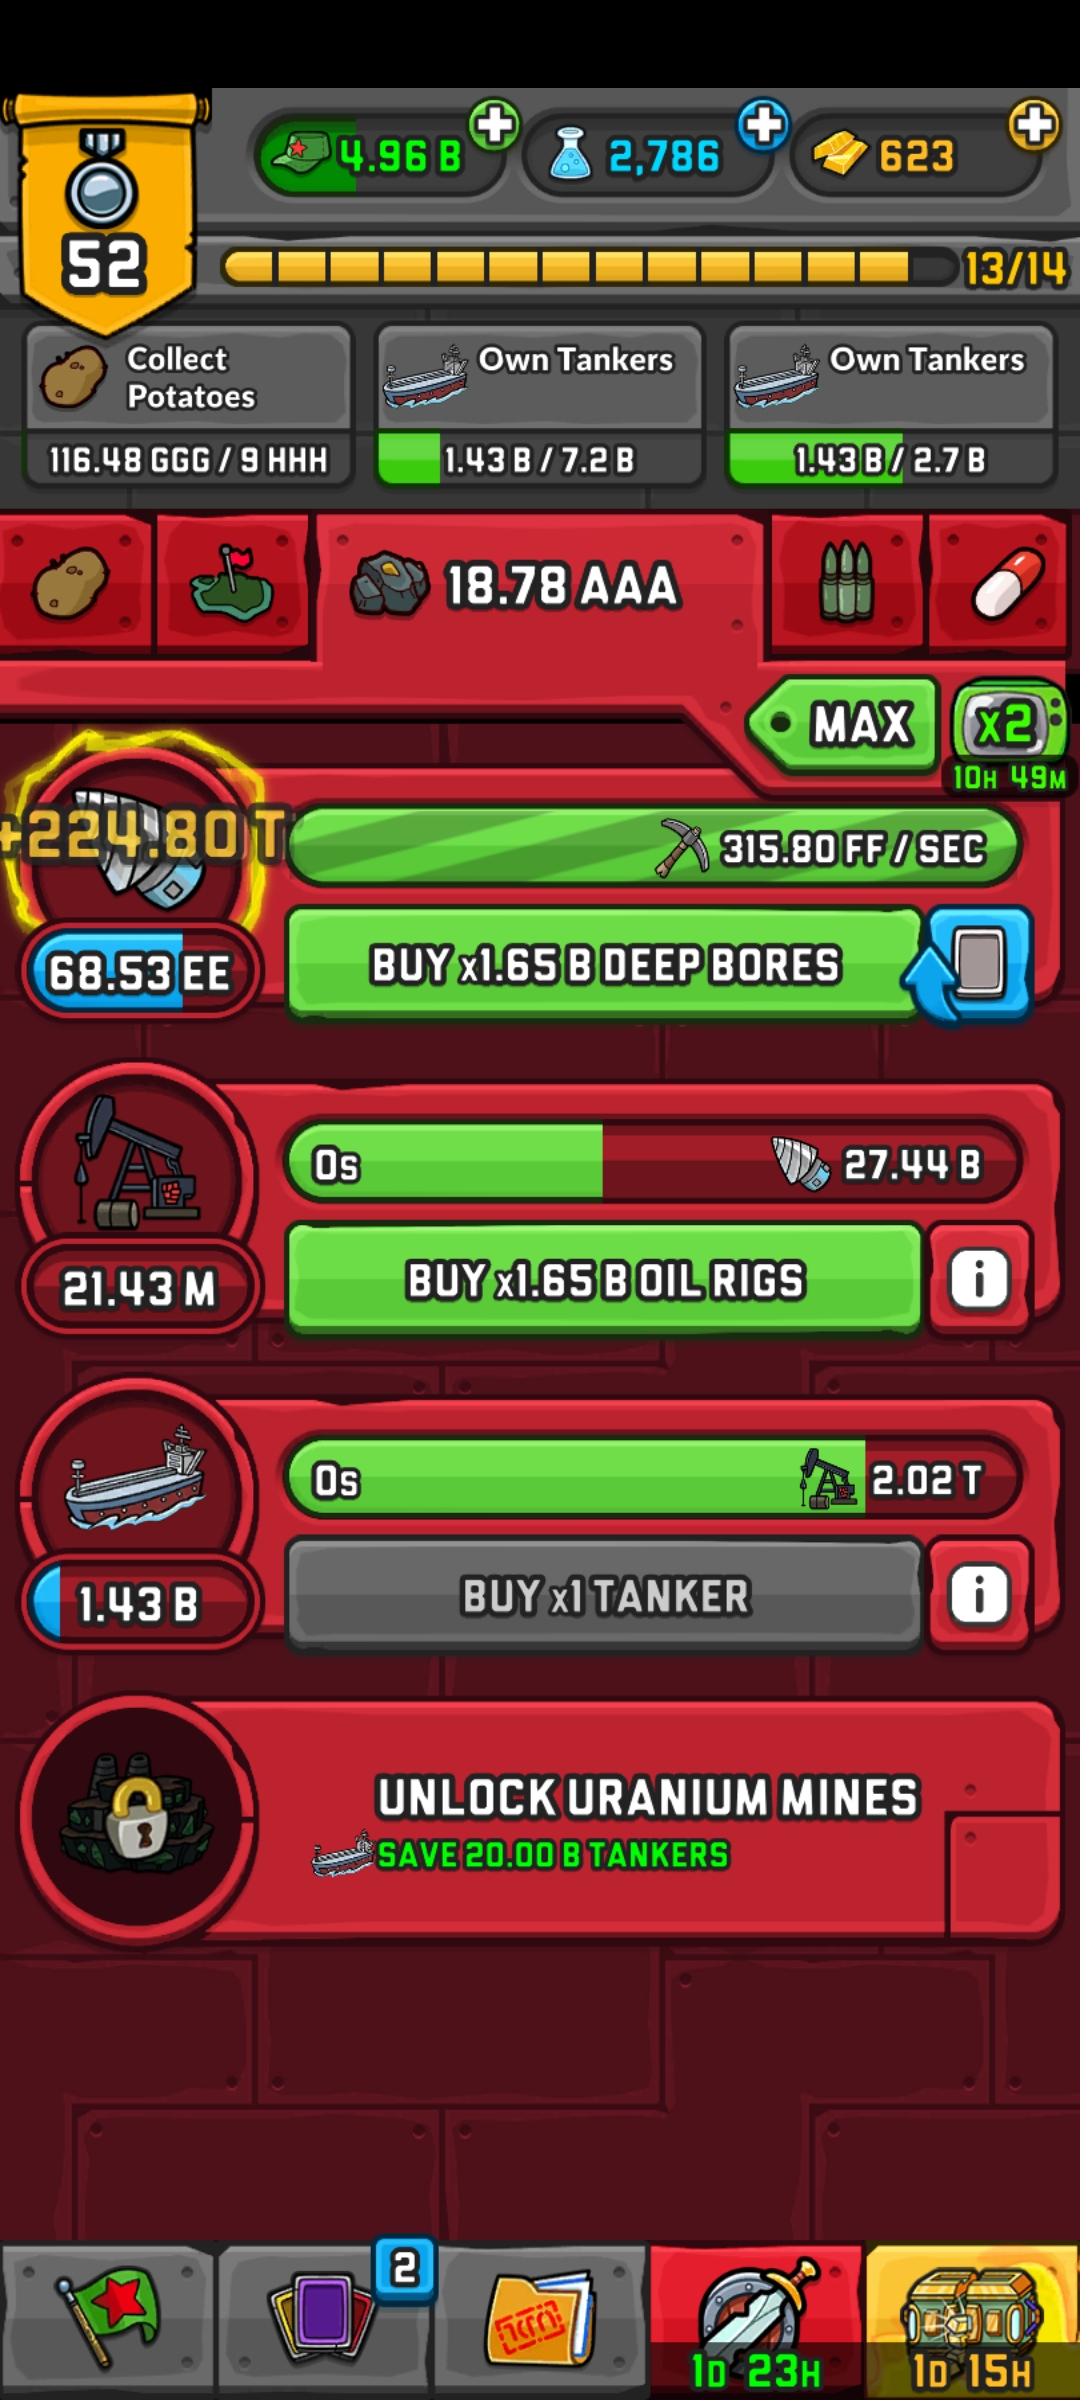 4.96 B
2,786
623
52
13/14
Collect
Potatoes
116.48 GGG / 9 HHH
Own Tankers
1.43 B / 7.2 B
Own Tankers
1.43 B / 2.7 B
18.78 AAA
MAX
x2
10H 49M
+224.80 T
315.80 FF / SEC
68.53 EE
BUY x1.65 B DEEP BORES
0s
27.44 B
21.43 M
BUY x1.65 B OIL RIGS
i
0s
2.02 T
1.43 B
BUY x1 TANKER
i
UNLOCK URANIUM MINES
SAVE 20.00 B TANKERS
2
1D 23H
1D 15H